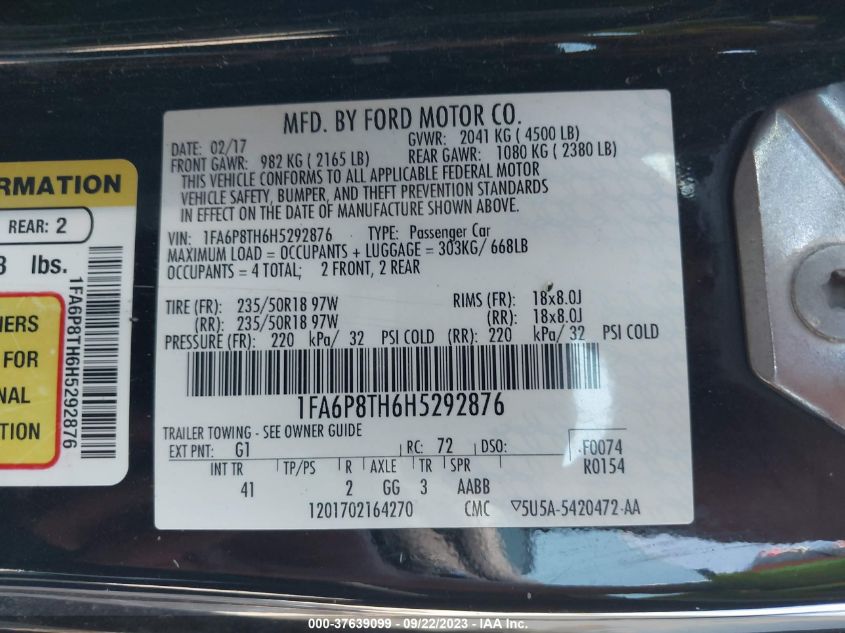 MFD. BY FORD MOTOR CO.
DATE: 02/17
GVWR: 2041 KG ( 4500 LB)
FRONT GAWR: 982 KG ( 2165 LB)
REAR GAWR: 1080 KG ( 2380 LB)
THIS VEHICLE CONFORMS TO ALL APPLICABLE FEDERAL MOTOR
VEHICLE SAFETY, BUMPER, AND THEFT PREVENTION STANDARDS
IN EFFECT ON THE DATE OF MANUFACTURE SHOWN ABOVE.
VIN: 1FA6P8TH6H5292876 TYPE: Passenger Car
MAXIMUM LOAD = OCCUPANTS + LUGGAGE = 303KG/ 668LB
OCCUPANTS = 4 TOTAL; 2 FRONT, 2 REAR
TIRE (FR): 235/50R18 97W RIMS (FR): 18x8.0J
(RR): 235/50R18 97W (RR): 18x8.0J
PRESSURE (FR): 220 kPa/ 32 PSI COLD (RR): 220 kPa/ 32 PSI COLD
1FA6P8TH6H5292876
TRAILER TOWING - SEE OWNER GUIDE
EXT PNT: G1 RC: 72 DSO: F0074
R0154
INT TR TP/PS R AXLE TR SPR
41 2 GG 3 AABB
1201702164270 CMC ▽5U5A-5420472-AA
ORMATION
REAR: 2
lbs.
FOR
1FA6P8TH6H5292876
000-37639099 - 09/22/2023 - IAA Inc.